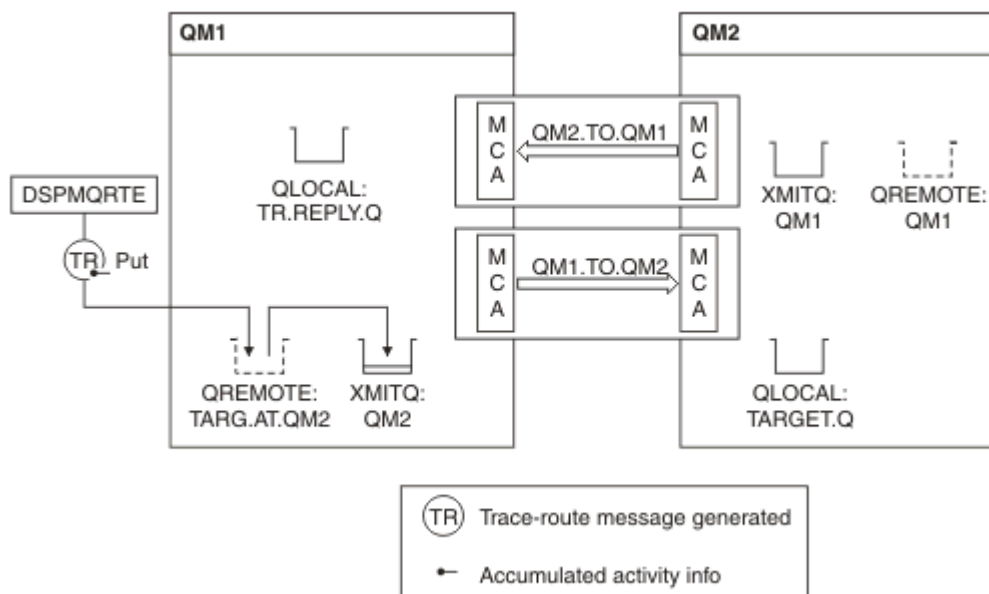 QM1
QM2
M
C
A
QM2.TO.QM1
M
C
A
QLOCAL:
TR.REPLY.Q
XMITQ:
QM1
QREMOTE:
QM1
DSPMQRTE
TR
Put
M
C
A
QM1.TO.QM2
M
C
A
QREMOTE:
TARG.AT.QM2
XMITQ:
QM2
QLOCAL:
TARGET.Q
TR Trace-route message generated
Accumulated activity info